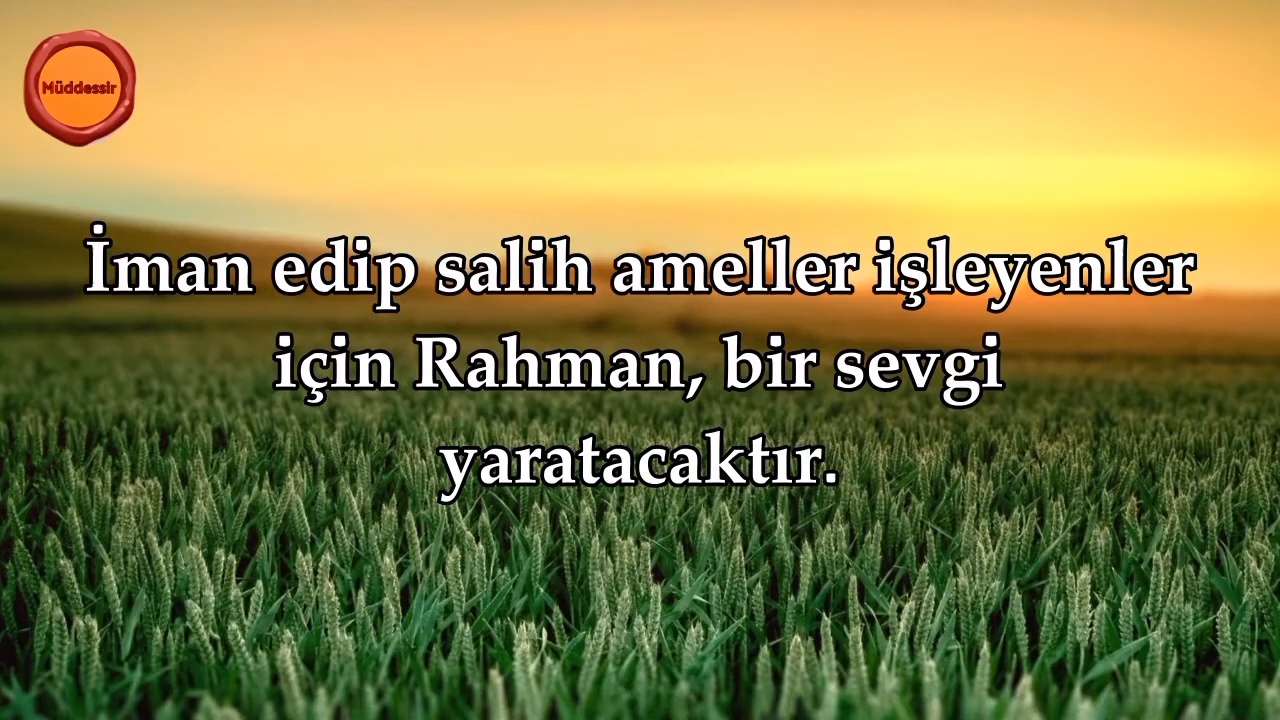 Müddessir
İman edip salih ameller işleyenler
için Rahman, bir sevgi
yaratacaktır.